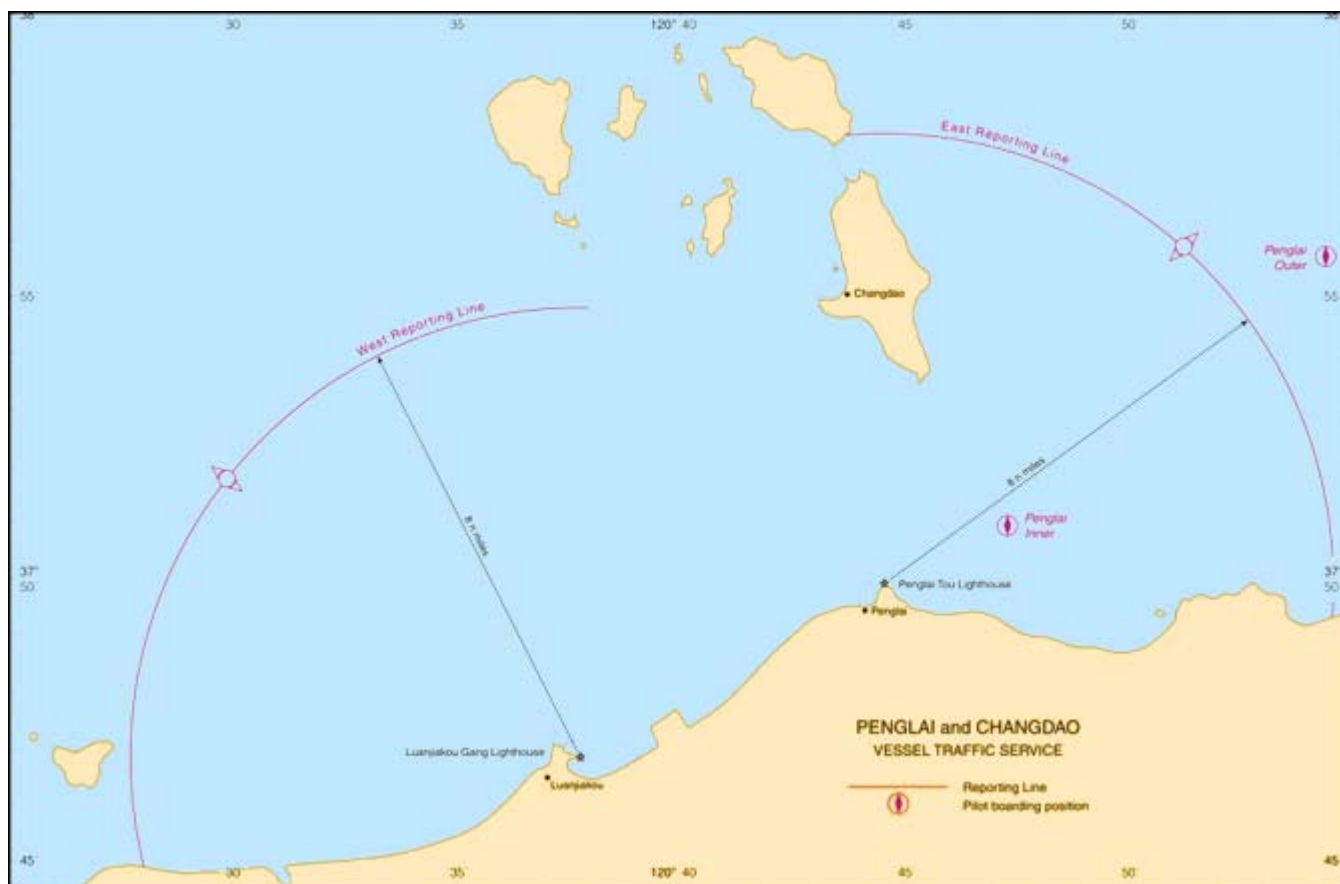 38°
30
35
120° 40
45
50
38°
East Reporting Line
Penglai
Outer
55
55
West Reporting Line
Changdao
8 n miles
8 n miles
Penglai
Inner
37°
50
37°
50
Penglai Tou Lighthouse
Penglai
PENGLAI and CHANGDAO
VESSEL TRAFFIC SERVICE
Luanjiakou Gang Lighthouse
Luanjiakou
Reporting Line
Pilot boarding position
45
45
30
35
120° 40
45
50